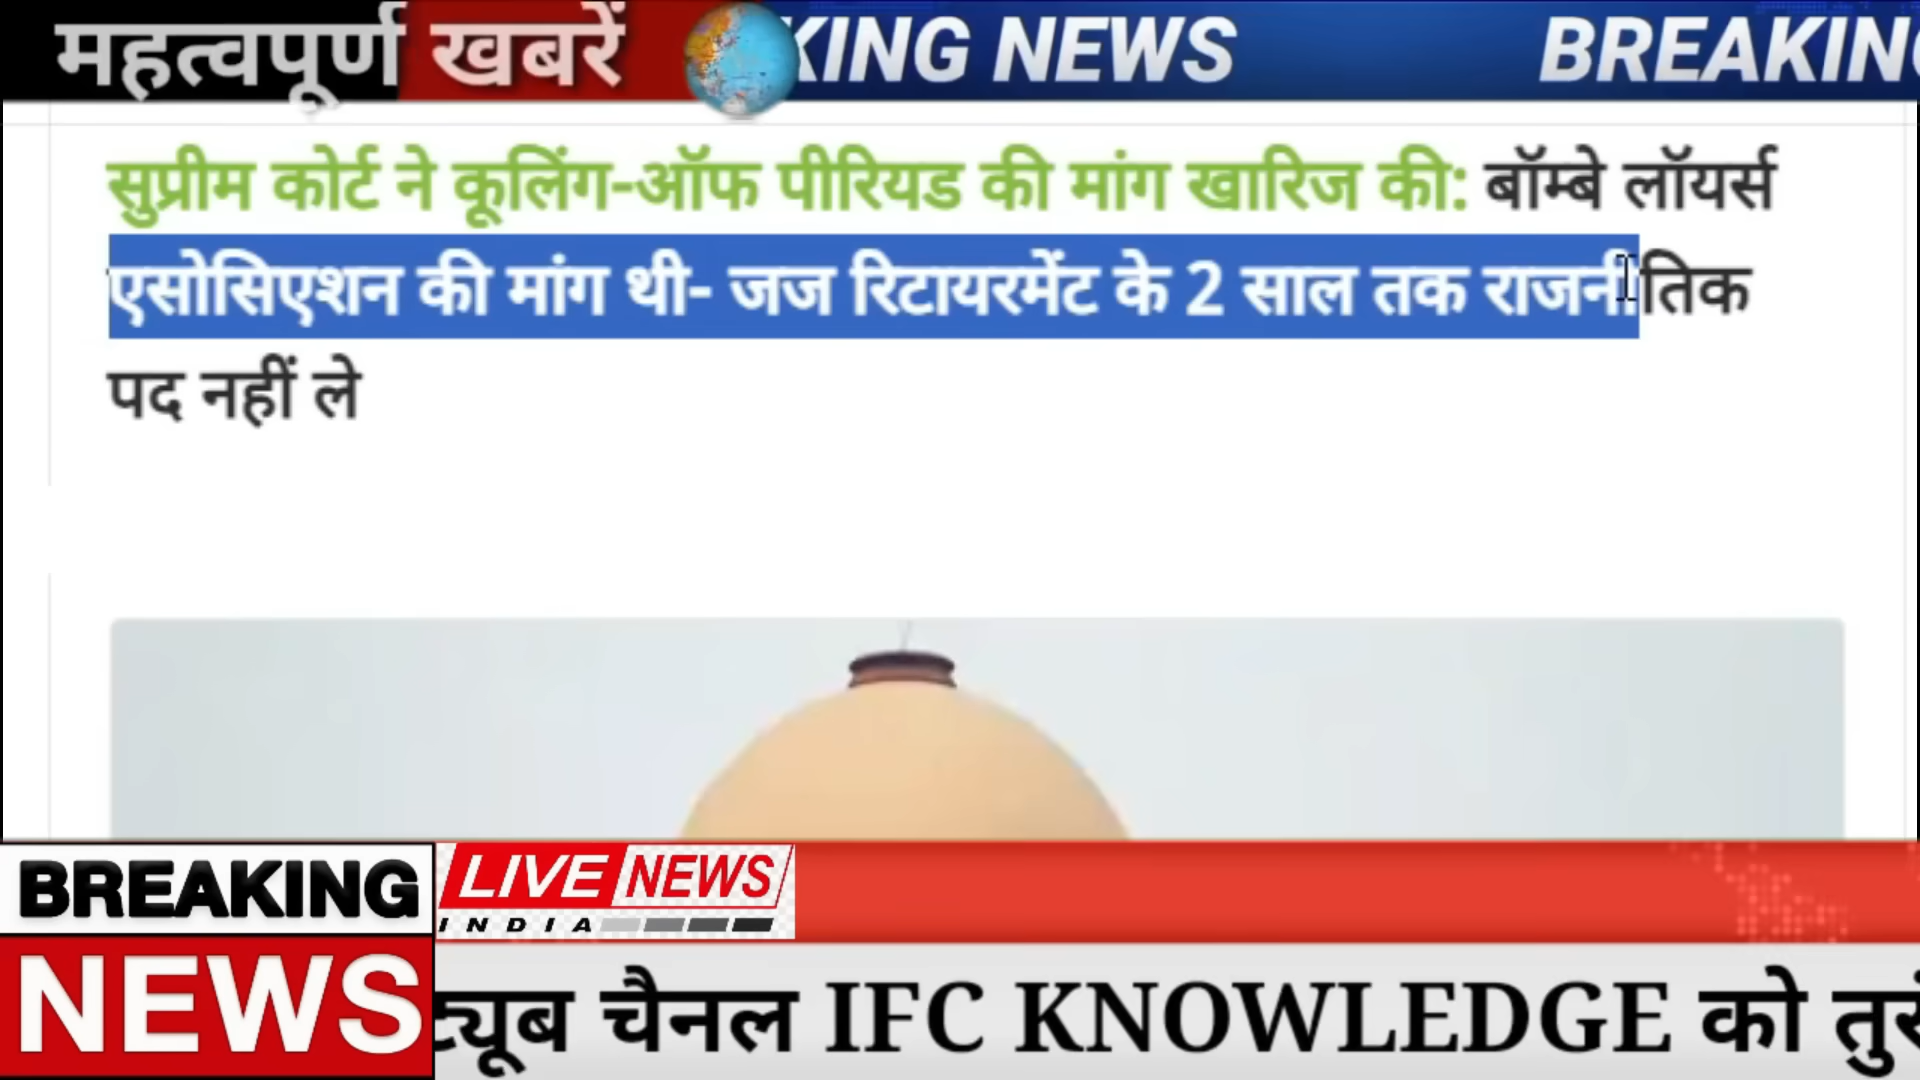 महत्वपूर्ण खबरें
KING NEWS
BREAKING
सुप्रीम कोर्ट ने कूलिंग-ऑफ पीरियड की मांग खारिज की: बॉम्बे लॉयर्स
एसोसिएशन की मांग थी- जज रिटायरमेंट के 2 साल तक राजनीतिक
पद नहीं ले
BREAKING
NEWS
LIVE NEWS
INDIA
ट्यूब चैनल IFC KNOWLEDGE को